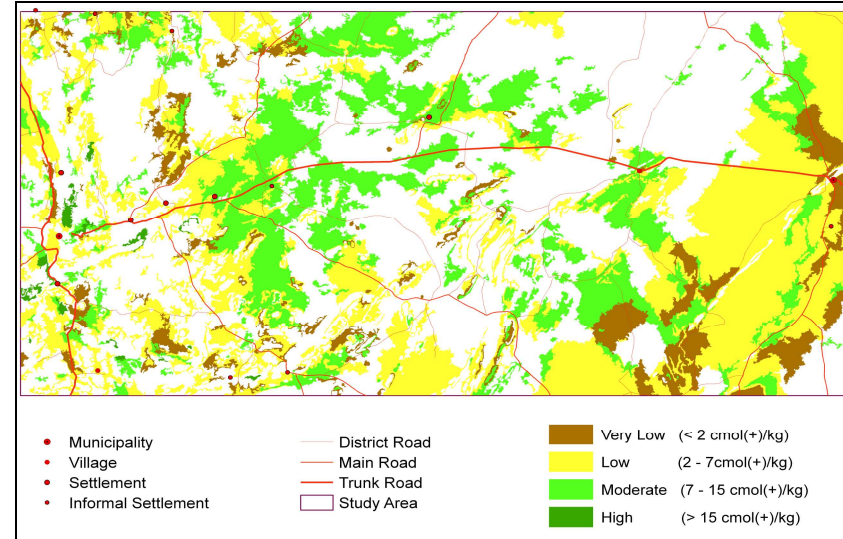 Municipality
Village
Settlement
Informal Settlement
District Road
Main Road
Trunk Road
Study Area
Very Low (< 2 cmol(+)/kg)
Low (2 - 7cmol(+)/kg)
Moderate (7 - 15 cmol(+)/kg)
High (> 15 cmol(+)/kg)